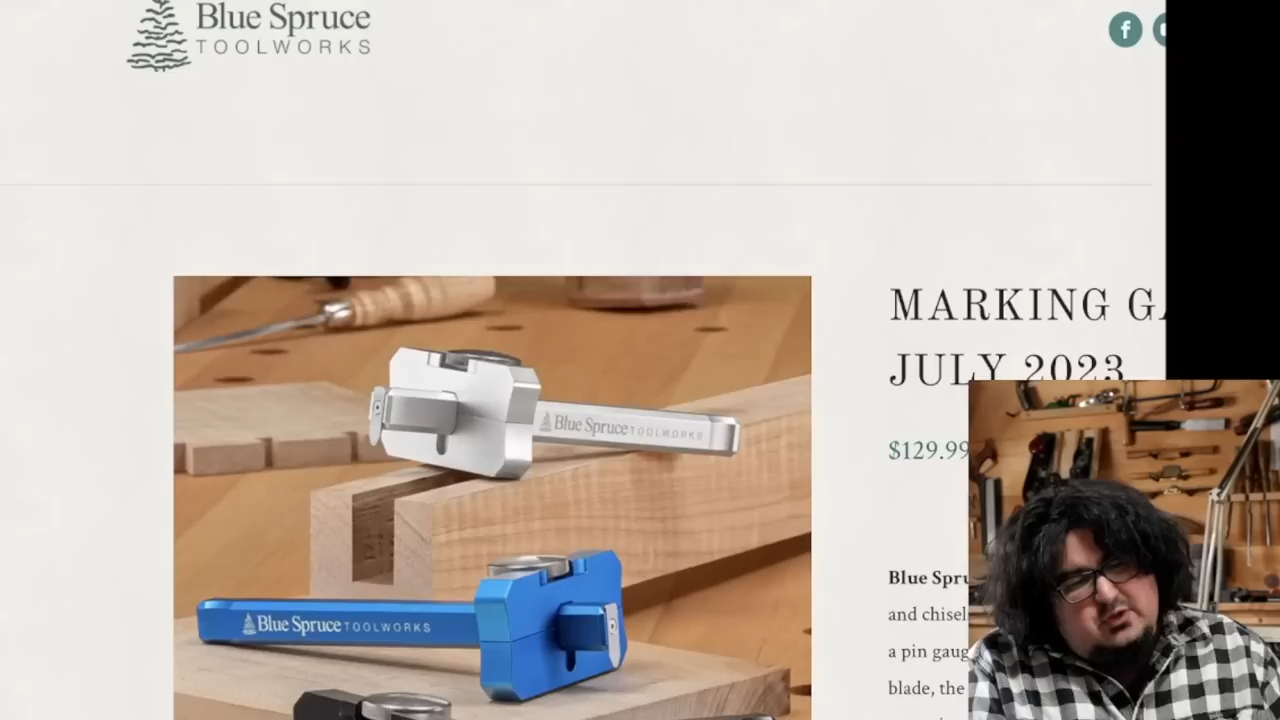 Blue Spruce
TOOLWORKS
f
MARKING GA
JULY 2023
$129.99
Blue Spruce TOOLWORKS
Blue Spruce TOOLWORKS
Blue Spru
and chisel
a pin gaug
blade, the